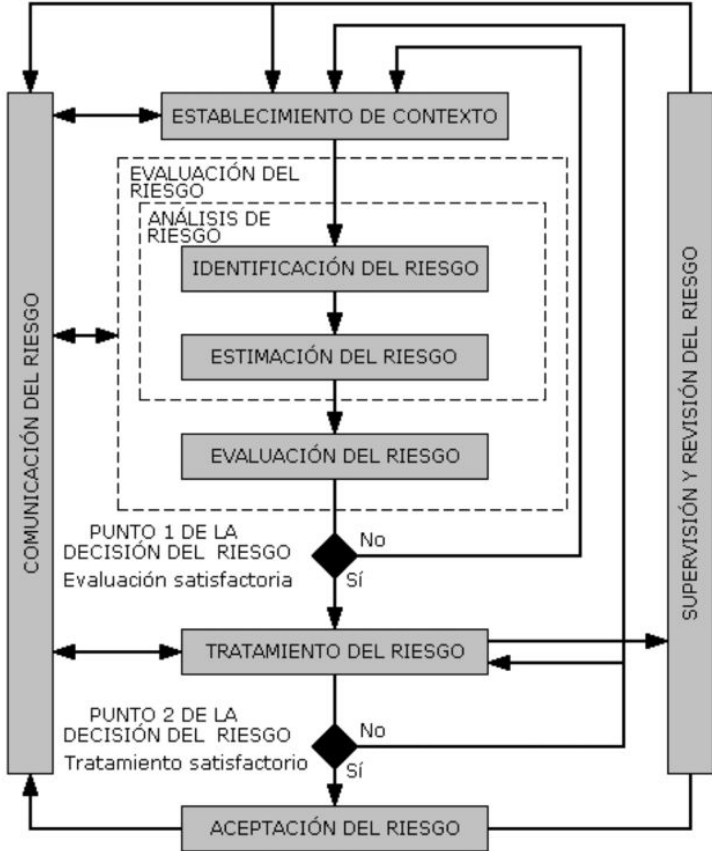 ESTABLECIMIENTO DE CONTEXTO
EVALUACIÓN DEL
RIESGO
ANÁLISIS DE
RIESGO
IDENTIFICACIÓN DEL RIESGO
ESTIMACIÓN DEL RIESGO
EVALUACIÓN DEL RIESGO
COMUNICACIÓN DEL RIESGO
SUPERVISIÓN Y REVISIÓN DEL RIESGO
PUNTO 1 DE LA
DECISIÓN DEL RIESGO
Evaluación satisfactoria
No
Sí
TRATAMIENTO DEL RIESGO
PUNTO 2 DE LA
DECISIÓN DEL RIESGO
Tratamiento satisfactorio
No
Sí
ACEPTACIÓN DEL RIESGO